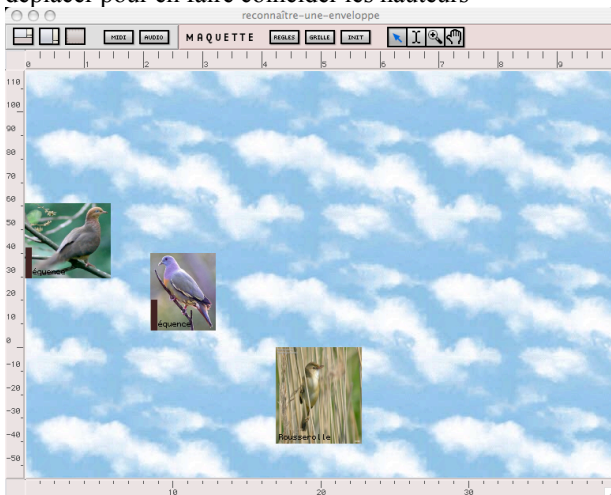 déplacer pour en faire coïncider les hauteurs
reconnaître-une-enveloppe
MIDI AUDIO MAQUETTE REGLES GRILLE INIT
0 1 2 3 4 5 6 7 8 9
110
100
90
80
70
60
50
40
30
20
10
0
-10
-20
-30
-40
-50
équence
équence
Rousserolle
10 20 30